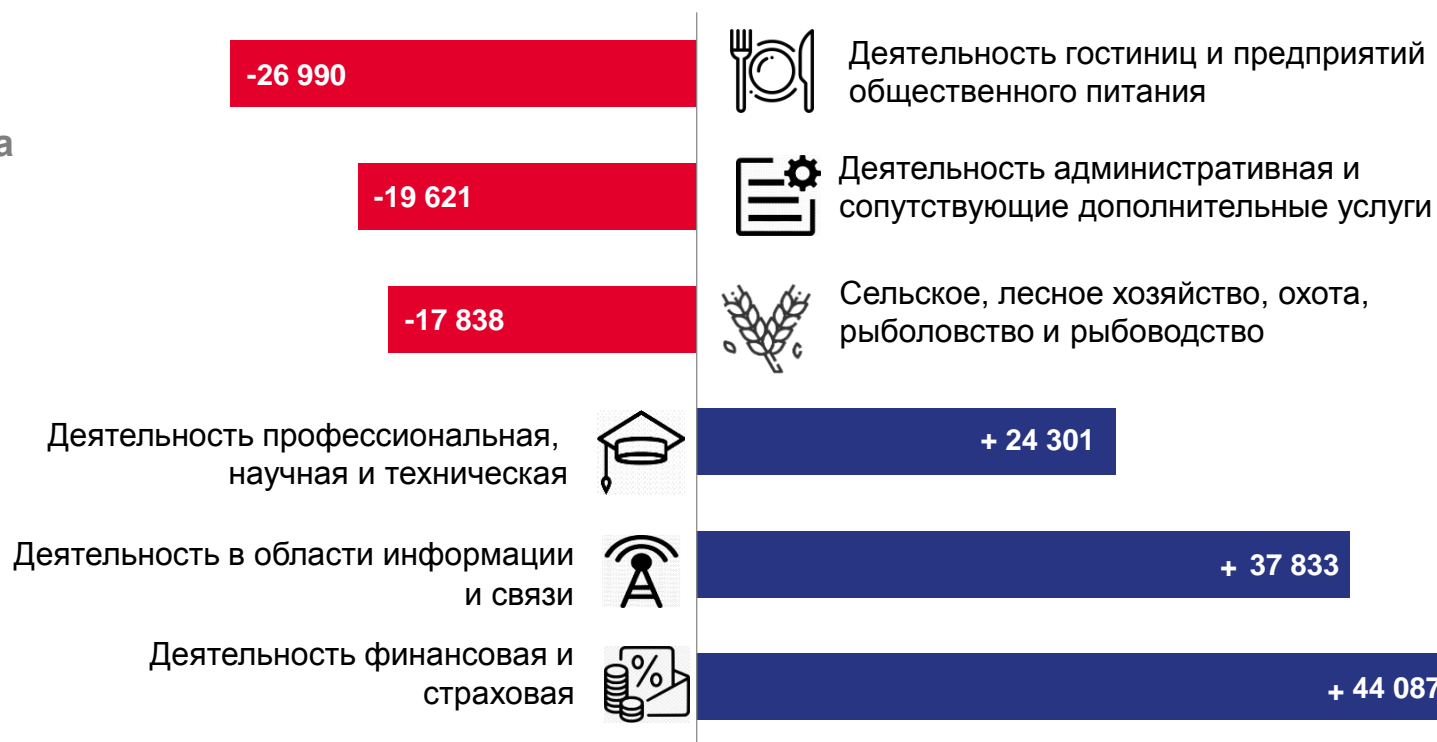 -26 990
Деятельность гостиниц и предприятий
общественного питания
а
-19 621
Деятельность административная и
сопутствующие дополнительные услуги
-17 838
Сельское, лесное хозяйство, охота,
рыболовство и рыбоводство
Деятельность профессиональная,
научная и техническая
+ 24 301
Деятельность в области информации
и связи
+ 37 833
Деятельность финансовая и
страховая
%
+ 44 087